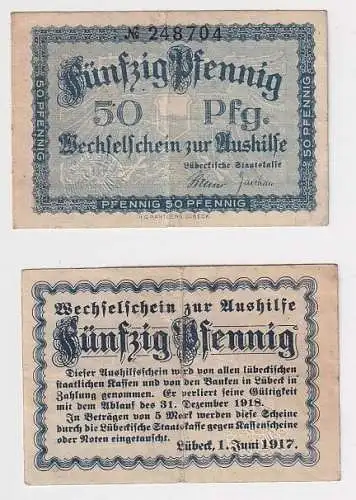 № 248704
Fünfzig Pfennig
50 Pfg.
Wechselschein zur Aushilfe
Lübeckische Staatskasse
50 PFENNIG
50 PFENNIG
PFENNIG 50 PFENNIG
H.G. RAHTGENS, LÜBECK
Wechselschein zur Aushilfe
Fünfzig Pfennig
Dieser Aushilfsschein wird von allen lübeckischen
staatlichen Kassen und von den Banken in Lübeck in
Zahlung genommen. Er verliert seine Gültigkeit
mit dem Ablauf des 31. Dezember 1918.
In Beträgen von 5 Mark werden diese Scheine
durch die Lübeckische Staatskasse gegen Kassenscheine
oder Noten eingetauscht.
Lübeck, 1. Juni 1917.